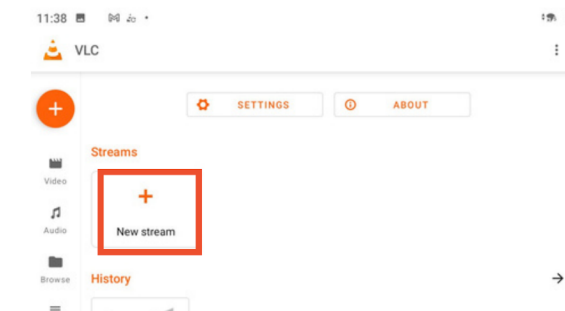 11:38
VLC
SETTINGS
ABOUT
Streams
Video
New stream
Audio
Browse
History